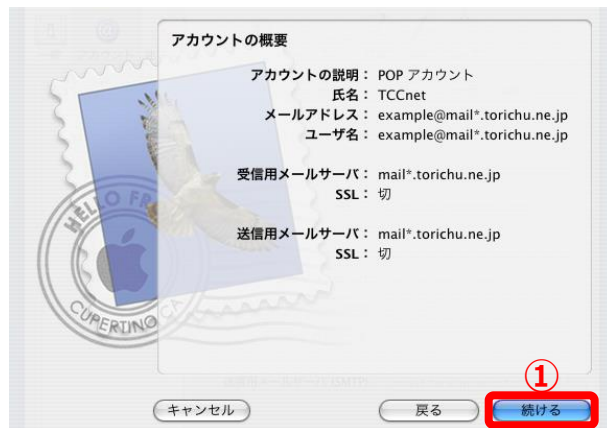 アカウントの概要
アカウントの説明： POP アカウント
氏名： TCCnet
メールアドレス： example@mail*.torichu.ne.jp
ユーザ名： example@mail*.torichu.ne.jp
受信用メールサーバ： mail*.torichu.ne.jp
SSL： 切
送信用メールサーバ： mail*.torichu.ne.jp
SSL： 切
HELLO FR
CUPERTINO CA
①
キャンセル
戻る
続ける